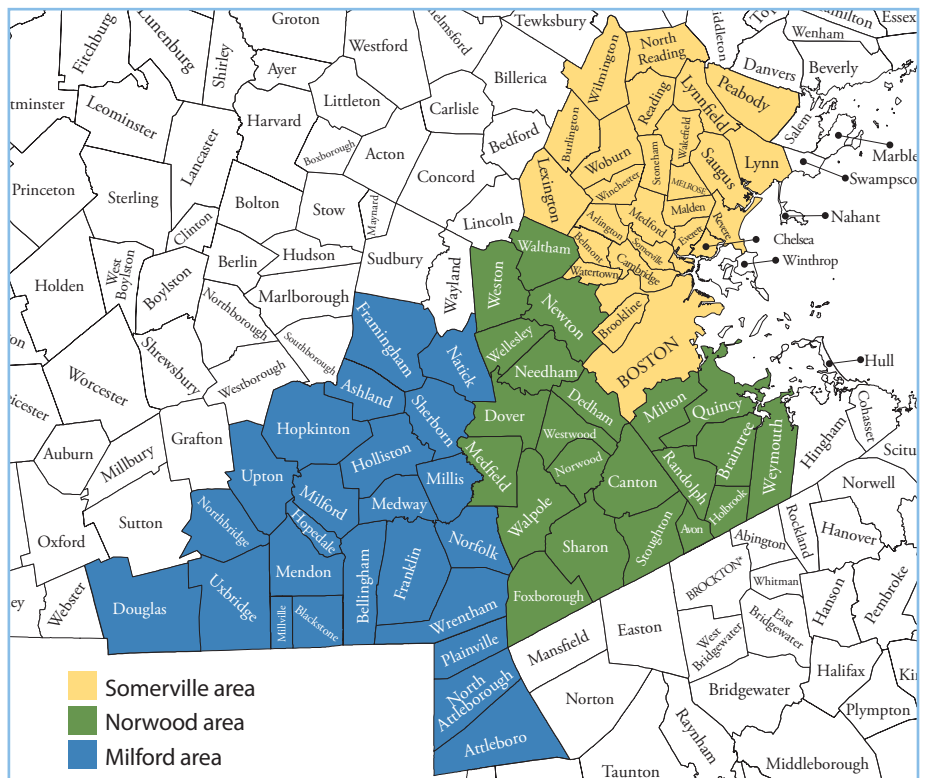 Groton
Tewksbury
Essex
Wenham
Fitchburg
Lunenburg
Shirley
Westford
North
Reading
Wilmington
Danvers
Beverly
Ayer
Billerica
Littleton
Carlisle
Reading
Lynnfield
Peabody
tminster
Leominster
Lancaster
Harvard
Bedford
Burlington
Wakefield
Salem
Marble
Boxborough
Acton
Woburn
Stoneham
Saugus
Lynn
Swampsco
Princeton
Sterling
Concord
Lexington
Winchester
MELROSE
Bolton
Stow
Maynard
Lincoln
Arlington
Medford
Malden
Revere
Nahant
Clinton
Everett
Chelsea
Hudson
Sudbury
Waltham
Belmont
Somerville
Winthrop
Berlin
West
Boylston
Boylston
Wayland
Weston
Watertown
Cambridge
Holden
Marlborough
Northborough
Framingham
Newton
Brookline
on
Southborough
Natick
Wellesley
BOSTON
Hull
Shrewsbury
Westborough
Needham
Worcester
Ashland
Sherborn
Dover
Dedham
Milton
Quincy
Cohasset
eicester
Hopkinton
Westwood
Hingham
Scitu
Auburn
Millbury
Grafton
Holliston
Medfield
Norwood
Braintree
Weymouth
Upton
Millis
Canton
Randolph
Norwell
Milford
Medway
Walpole
Holbrook
Sutton
Northbridge
Hopedale
Stoughton
Avon
Rockland
Hanover
Oxford
Norfolk
Sharon
Abington
Mendon
Bellingham
Franklin
BROCKTON*
Whitman
Hanson
Pembroke
ey
Webster
Douglas
Uxbridge
Millville
Blackstone
Wrentham
Foxborough
Easton
East
Bridgewater
West
Bridgewater
Plainville
Mansfield
Halifax
Ki
Somerville area
North
Attleborough
Norton
Bridgewater
Plympton
Norwood area
Raynham
Milford area
Attleboro
Taunton
Middleborough